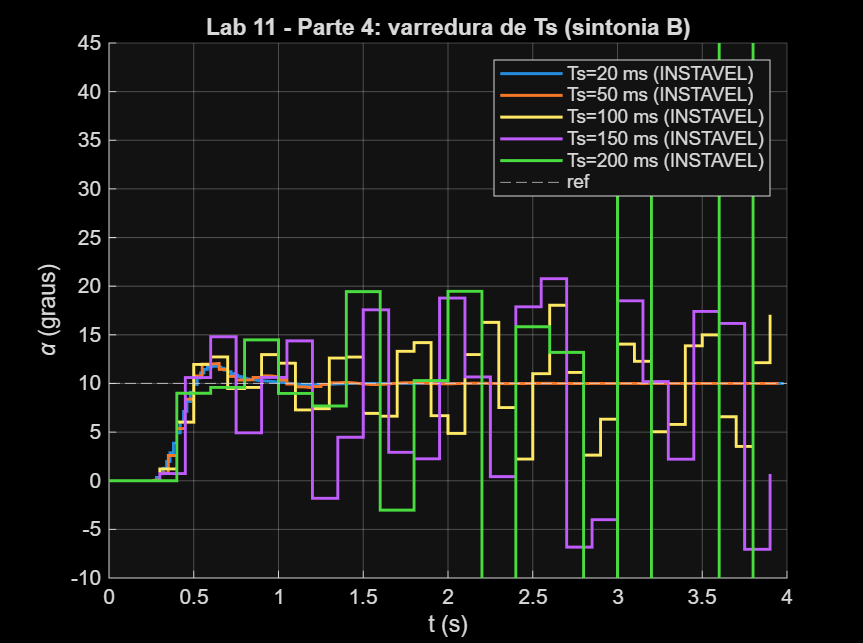 Lab 11 - Parte 4: varredura de Ts (sintonia B)
45
40
35
30
25
20
15
10
5
0
-5
-10
α (graus)
Ts=20 ms (INSTAVEL)
Ts=50 ms (INSTAVEL)
Ts=100 ms (INSTAVEL)
Ts=150 ms (INSTAVEL)
Ts=200 ms (INSTAVEL)
ref
0 0.5 1 1.5 2 2.5 3 3.5 4
t (s)